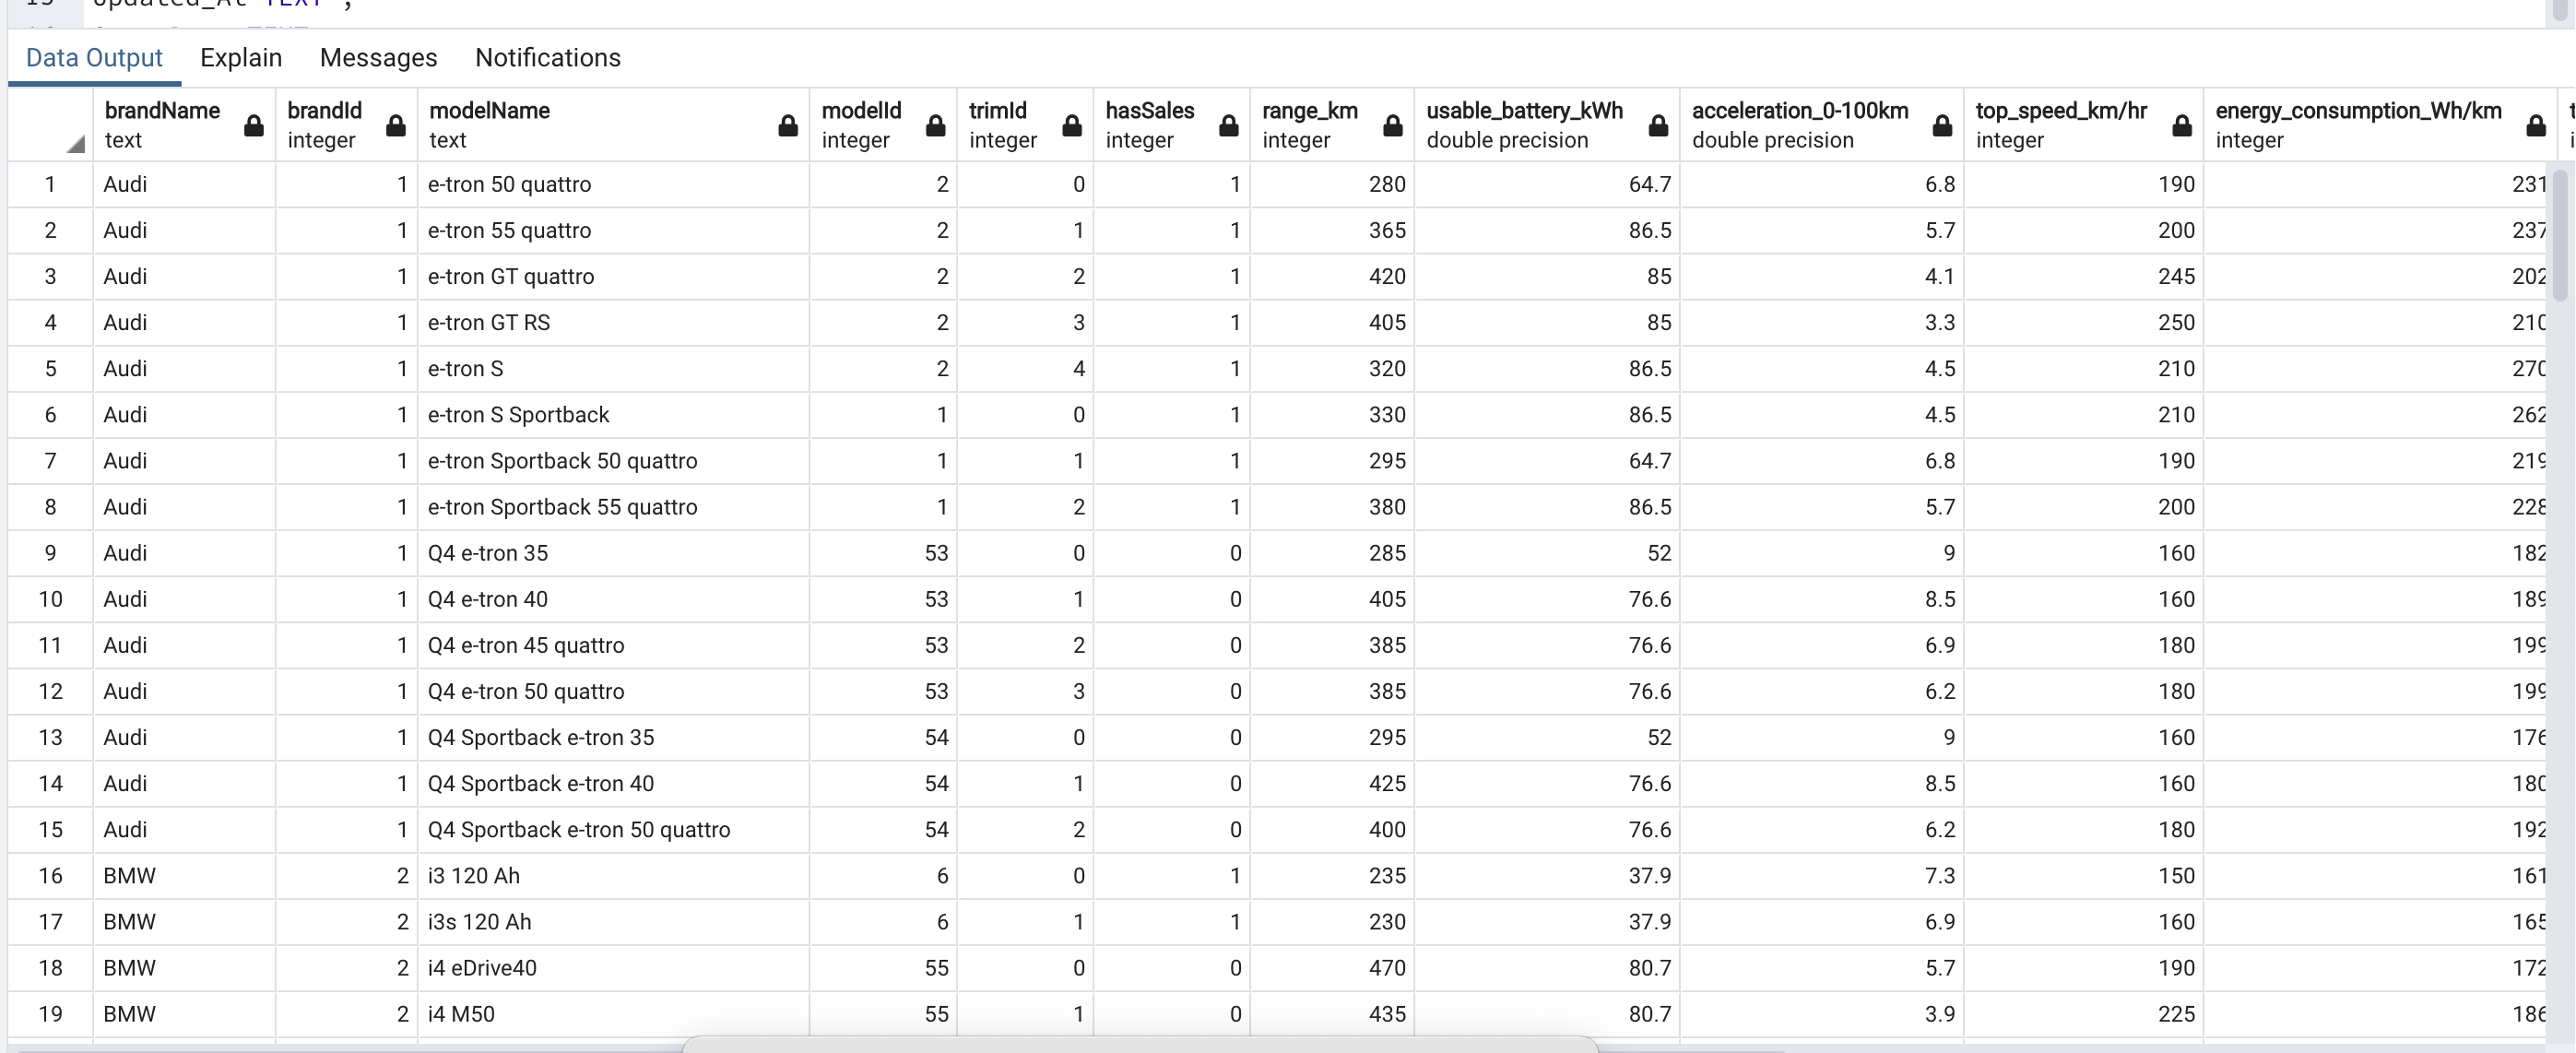 Updated_At TEXT ,
Data Output Explain Messages Notifications
brandName brandId modelName modelId trimId hasSales range_km usable_battery_kWh acceleration_0-100km top_speed_km/hr energy_consumption_Wh/km
text integer text integer integer integer integer double precision double precision integer integer
1 Audi 1 e-tron 50 quattro 2 0 1 280 64.7 6.8 190 231
2 Audi 1 e-tron 55 quattro 2 1 1 365 86.5 5.7 200 237
3 Audi 1 e-tron GT quattro 2 2 1 420 85 4.1 245 202
4 Audi 1 e-tron GT RS 2 3 1 405 85 3.3 250 210
5 Audi 1 e-tron S 2 4 1 320 86.5 4.5 210 270
6 Audi 1 e-tron S Sportback 1 0 1 330 86.5 4.5 210 262
7 Audi 1 e-tron Sportback 50 quattro 1 1 1 295 64.7 6.8 190 219
8 Audi 1 e-tron Sportback 55 quattro 1 2 1 380 86.5 5.7 200 228
9 Audi 1 Q4 e-tron 35 53 0 0 285 52 9 160 182
10 Audi 1 Q4 e-tron 40 53 1 0 405 76.6 8.5 160 189
11 Audi 1 Q4 e-tron 45 quattro 53 2 0 385 76.6 6.9 180 199
12 Audi 1 Q4 e-tron 50 quattro 53 3 0 385 76.6 6.2 180 199
13 Audi 1 Q4 Sportback e-tron 35 54 0 0 295 52 9 160 176
14 Audi 1 Q4 Sportback e-tron 40 54 1 0 425 76.6 8.5 160 180
15 Audi 1 Q4 Sportback e-tron 50 quattro 54 2 0 400 76.6 6.2 180 192
16 BMW 2 i3 120 Ah 6 0 1 235 37.9 7.3 150 161
17 BMW 2 i3s 120 Ah 6 1 1 230 37.9 6.9 160 165
18 BMW 2 i4 eDrive40 55 0 0 470 80.7 5.7 190 172
19 BMW 2 i4 M50 55 1 0 435 80.7 3.9 225 186